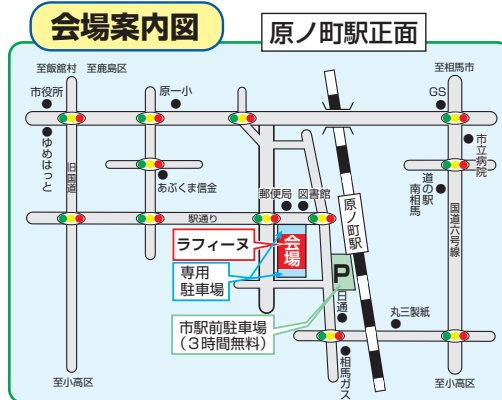 会場案内図
原ノ町駅正面
至飯舘村
至鹿島区
至相馬市
市役所
原一小
GS
ゆめはっと
旧国道
あぶくま信金
市立病院
道の駅
南相馬
郵便局
図書館
駅通り
原ノ町駅
国道六号線
ラフィーヌ
会場
専用
駐車場
P
日通
市駅前駐車場
(3時間無料)
丸三製紙
相馬ガス
至小高区
至小高区